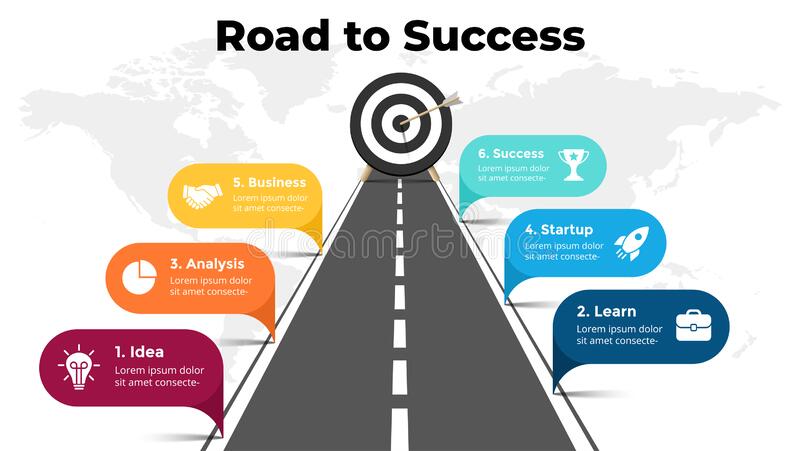 Road to Success
1. Idea
Lorem ipsum dolor
sit amet consecte-
2. Learn
Lorem ipsum dolor
sit amet consecte-
3. Analysis
Lorem ipsum dolor
sit amet consecte-
4. Startup
Lorem ipsum dolor
sit amet consecte-
5. Business
Lorem ipsum dolor
sit amet consecte-
6. Success
Lorem ipsum dolor
sit amet consecte-
dreamstime